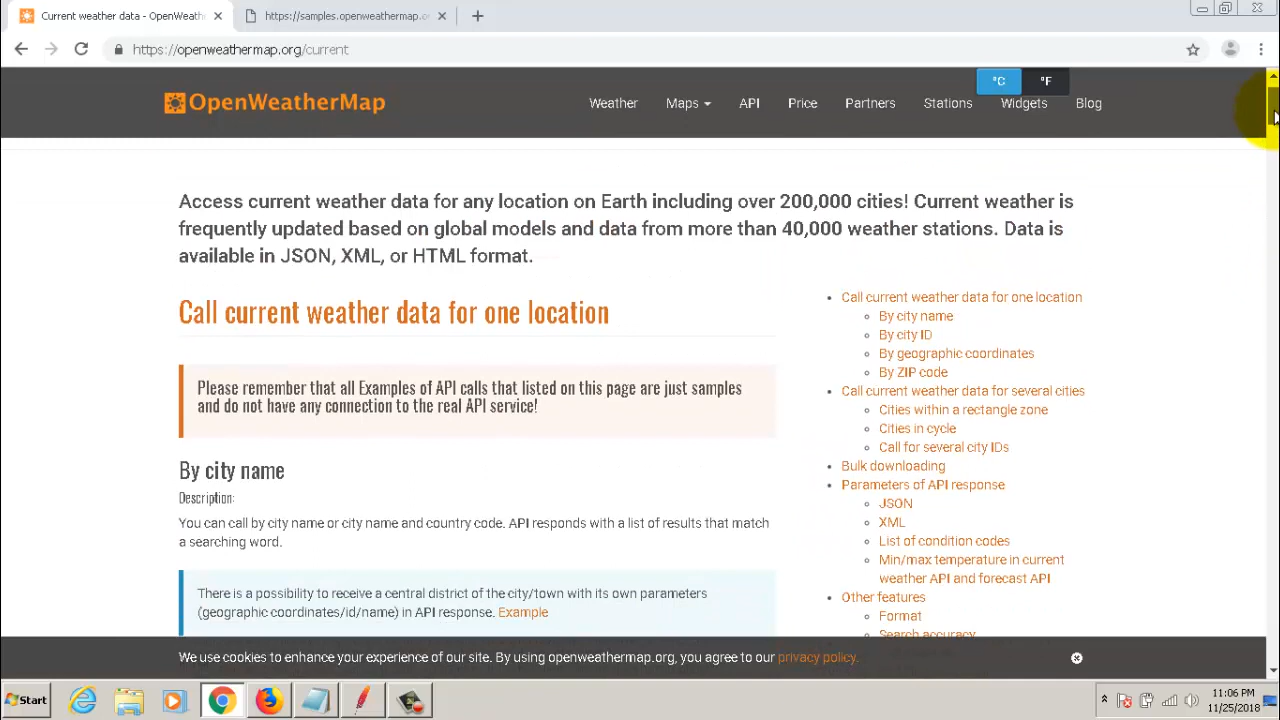 Current weather data - OpenWeath
https://samples.openweathermap.o
https://openweathermap.org/current
°C °F
OpenWeatherMap
Weather Maps API Price Partners Stations Widgets Blog
Access current weather data for any location on Earth including over 200,000 cities! Current weather is
frequently updated based on global models and data from more than 40,000 weather stations. Data is
available in JSON, XML, or HTML format.
Call current weather data for one location
Please remember that all Examples of API calls that listed on this page are just samples
and do not have any connection to the real API service!
By city name
Description:
You can call by city name or city name and country code. API responds with a list of results that match
a searching word.
There is a possibility to receive a central district of the city/town with its own parameters
(geographic coordinates/id/name) in API response. Example
Call current weather data for one location
By city name
By city ID
By geographic coordinates
By ZIP code
Call current weather data for several cities
Cities within a rectangle zone
Cities in cycle
Call for several city IDs
Bulk downloading
Parameters of API response
JSON
XML
List of condition codes
Min/max temperature in current
weather API and forecast API
Other features
Format
Search accuracy
We use cookies to enhance your experience of our site. By using openweathermap.org, you agree to our privacy policy.
Start
11:06 PM
11/25/2018